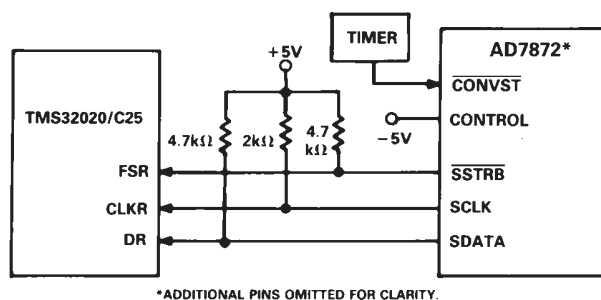 TIMER
AD7872*
+5V
CONVST
TMS32020/C25
CONTROL
4.7kΩ
2kΩ
4.7
kΩ
−5V
FSR
SSTRB
CLKR
SCLK
DR
SDATA
*ADDITIONAL PINS OMITTED FOR CLARITY.